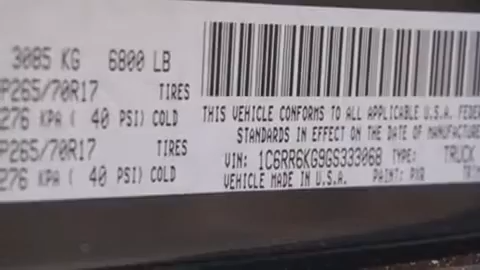 3085 KG 6800 LB
P265/70R17 TIRES
276 KPA ( 40 PSI) COLD
P265/70R17 TIRES
276 KPA ( 40 PSI) COLD
THIS VEHICLE CONFORMS TO ALL APPLICABLE U.S.A. FEDER
STANDARDS IN EFFECT ON THE DATE OF MANUFACTURE
VIN: 1C6RR6KG9GS333068 TYPE: TRUCK
VEHICLE MADE IN U.S.A. PAINT: PXR